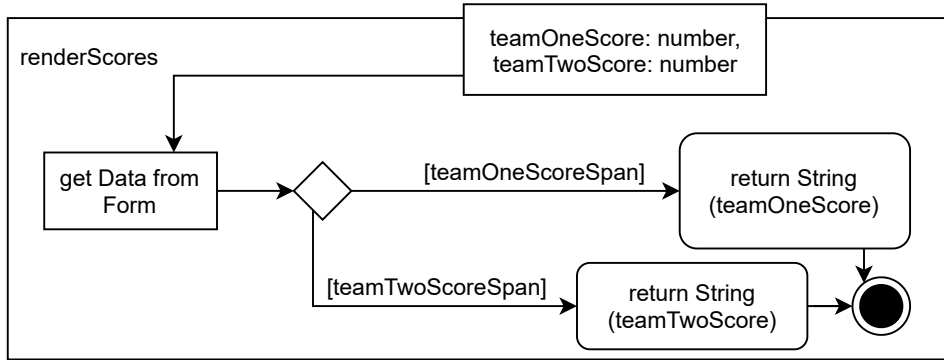 teamOneScore: number,
teamTwoScore: number
renderScores
get Data from
Form
[teamOneScoreSpan]
return String
(teamOneScore)
[teamTwoScoreSpan]
return String
(teamTwoScore)